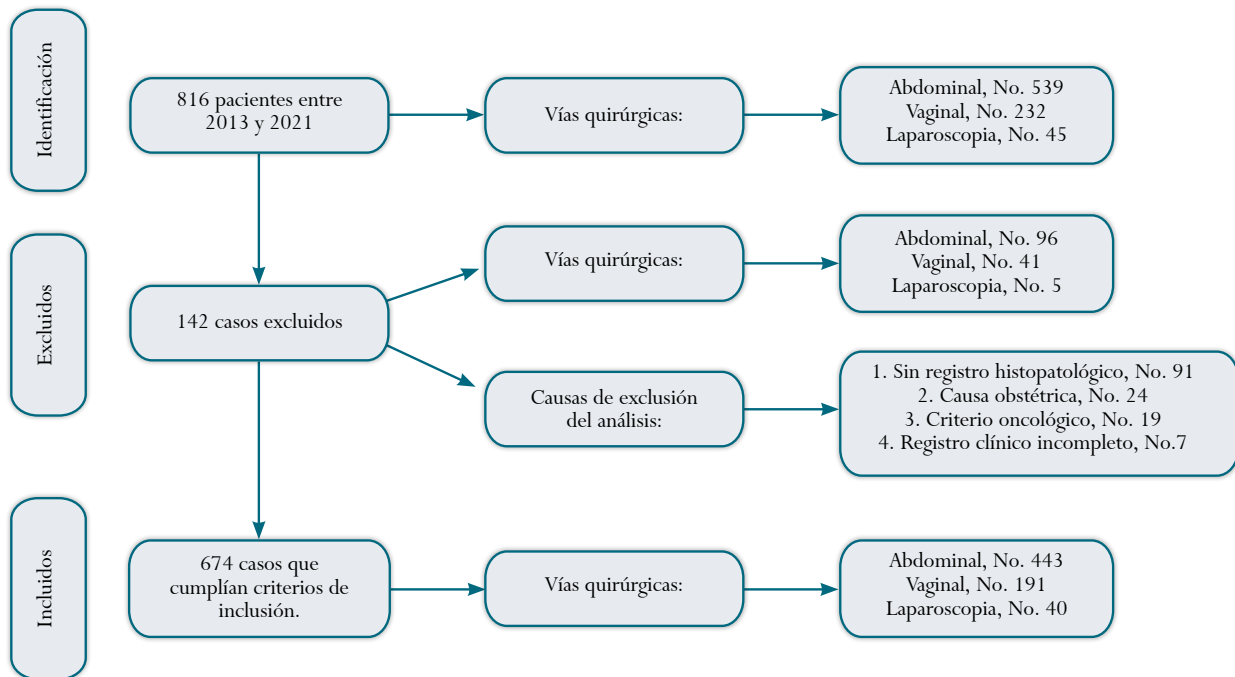 Identificación
816 pacientes entre
2013 y 2021
Vías quirúrgicas:
Abdominal, No. 539
Vaginal, No. 232
Laparoscopia, No. 45
Excluidos
142 casos excluidos
Vías quirúrgicas:
Abdominal, No. 96
Vaginal, No. 41
Laparoscopia, No. 5
Causas de exclusión
del análisis:
1. Sin registro histopatológico, No. 91
2. Causa obstétrica, No. 24
3. Criterio oncológico, No. 19
4. Registro clínico incompleto, No.7
Incluidos
674 casos que
cumplían criterios de
inclusión.
Vías quirúrgicas:
Abdominal, No. 443
Vaginal, No. 191
Laparoscopia, No. 40